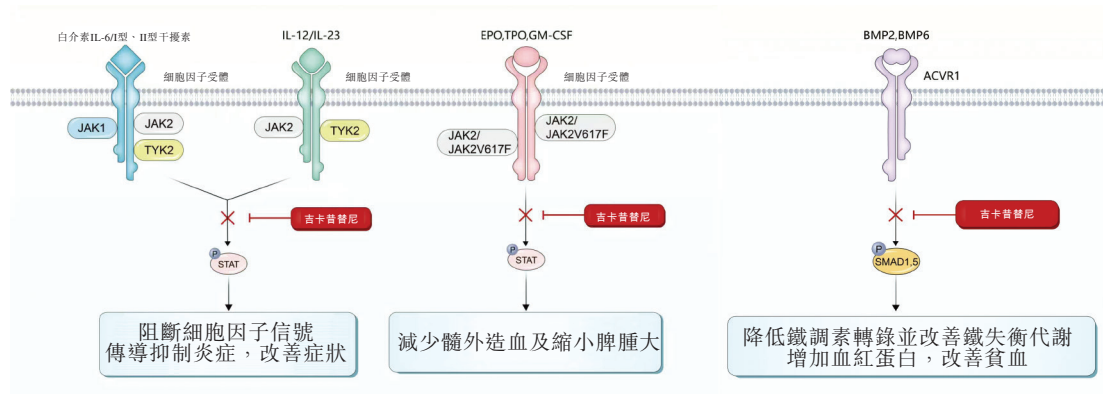 白介素IL-6/I型、II型干擾素
細胞因子受體
JAK1
JAK2
TYK2
IL-12/IL-23
細胞因子受體
JAK2
TYK2
吉卡昔替尼
P
STAT
阻斷細胞因子信號
傳導抑制炎症，改善症狀
EPO,TPO,GM-CSF
細胞因子受體
JAK2/
JAK2V617F
JAK2/
JAK2V617F
吉卡昔替尼
P
STAT
減少髓外造血及縮小脾腫大
BMP2,BMP6
ACVR1
吉卡昔替尼
P
SMAD1,5
降低鐵調素轉錄並改善鐵失衡代謝
增加血紅蛋白，改善貧血